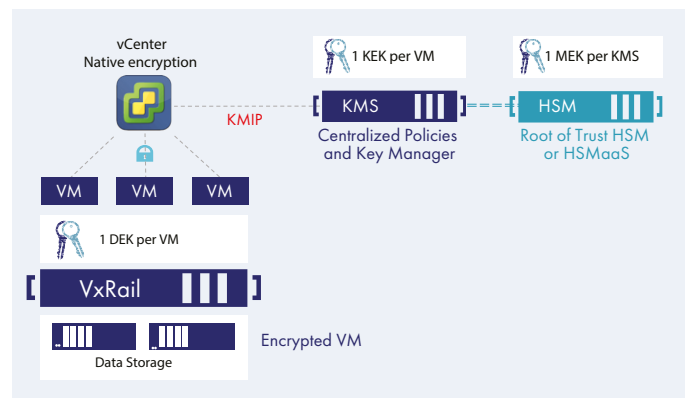 vCenter
Native encryption
1 KEK per VM
1 MEK per KMS
KMIP
KMS
HSM
Centralized Policies
and Key Manager
Root of Trust HSM
or HSMaaS
VM
VM
VM
1 DEK per VM
VxRail
Encrypted VM
Data Storage